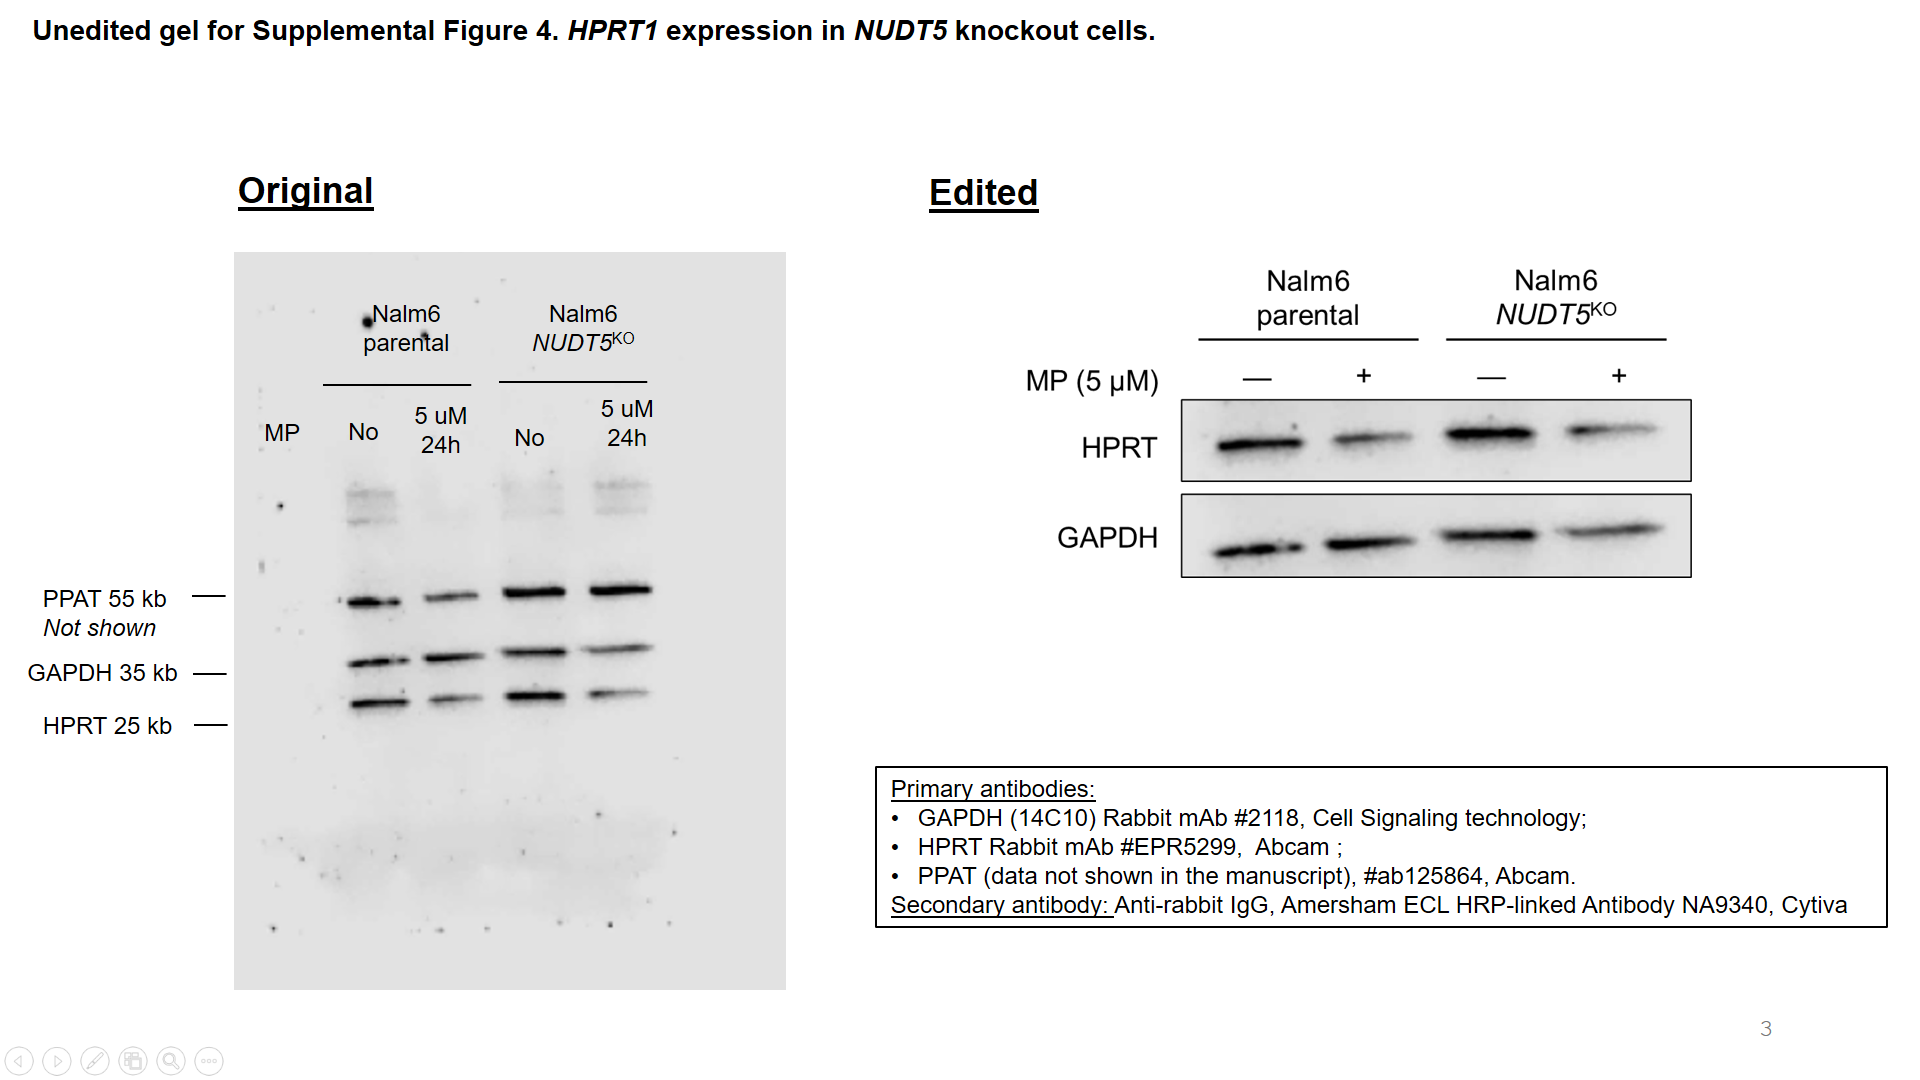 Unedited gel for Supplemental Figure 4. HPRT1 expression in NUDT5 knockout cells.
Original
Nalm6
parental
Nalm6
NUDT5KO
MP
No
5 uM
24h
No
5 uM
24h
PPAT 55 kb
Not shown
GAPDH 35 kb
HPRT 25 kb
Edited
Nalm6
parental
Nalm6
NUDT5KO
MP (5 µM)
—
+
—
+
HPRT
GAPDH
Primary antibodies:
• GAPDH (14C10) Rabbit mAb #2118, Cell Signaling technology;
• HPRT Rabbit mAb #EPR5299, Abcam ;
• PPAT (data not shown in the manuscript), #ab125864, Abcam.
Secondary antibody: Anti-rabbit IgG, Amersham ECL HRP-linked Antibody NA9340, Cytiva
3